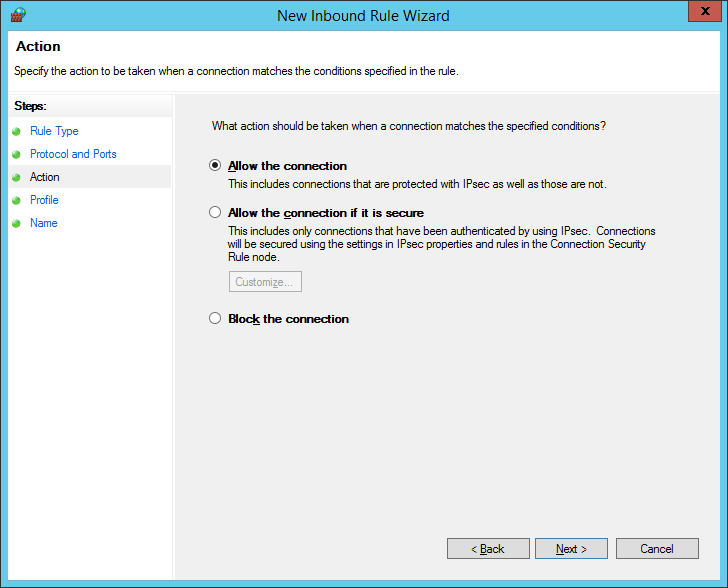 New Inbound Rule Wizard
x
Action
Specify the action to be taken when a connection matches the conditions specified in the rule.
Steps:
Rule Type
Protocol and Ports
Action
Profile
Name
What action should be taken when a connection matches the specified conditions?
Allow the connection
This includes connections that are protected with IPsec as well as those are not.
Allow the connection if it is secure
This includes only connections that have been authenticated by using IPsec. Connections
will be secured using the settings in IPsec properties and rules in the Connection Security
Rule node.
Customize...
Block the connection
< Back
Next >
Cancel